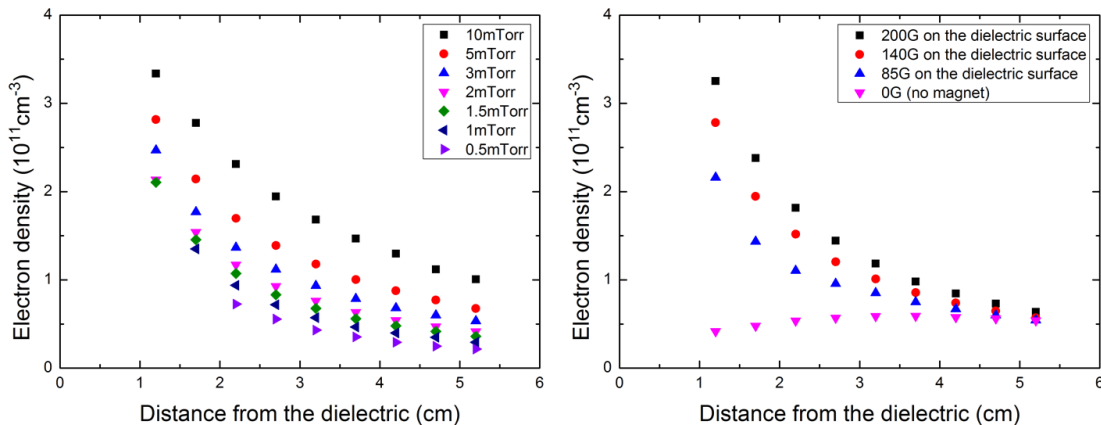 Electron density (10¹¹cm⁻³)
4
3
2
1
0
0 1 2 3 4 5 6
Distance from the dielectric (cm)
10mTorr
5mTorr
3mTorr
2mTorr
1.5mTorr
1mTorr
0.5mTorr
Electron density (10¹¹cm⁻³)
4
3
2
1
0
0 1 2 3 4 5 6
Distance from the dielectric (cm)
200G on the dielectric surface
140G on the dielectric surface
85G on the dielectric surface
0G (no magnet)